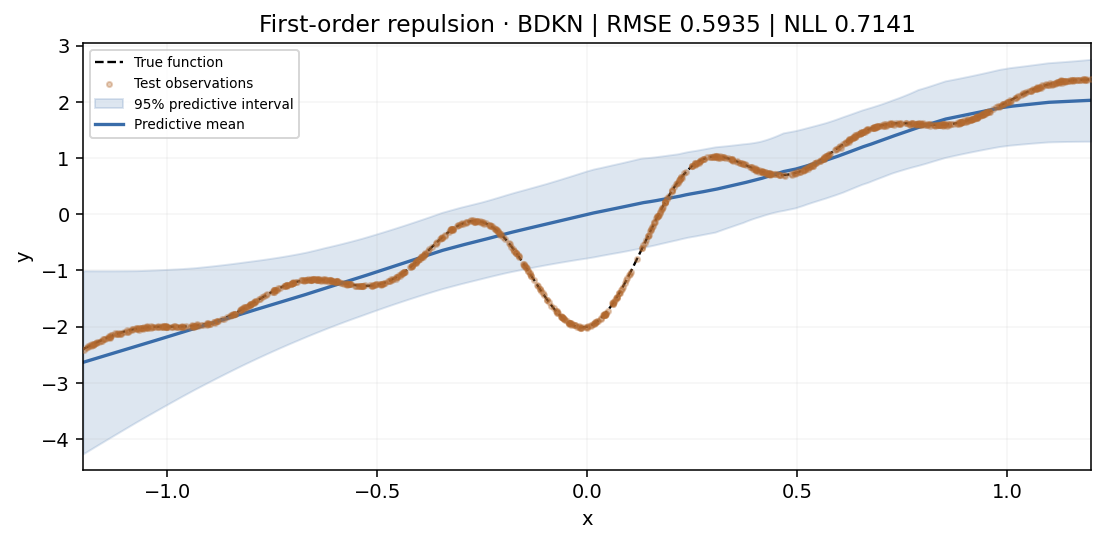 First-order repulsion · BDKN | RMSE 0.5935 | NLL 0.7141
True function
Test observations
95% predictive interval
Predictive mean
3
2
1
0
−1
−2
−3
−4
y
−1.0
−0.5
0.0
0.5
1.0
x